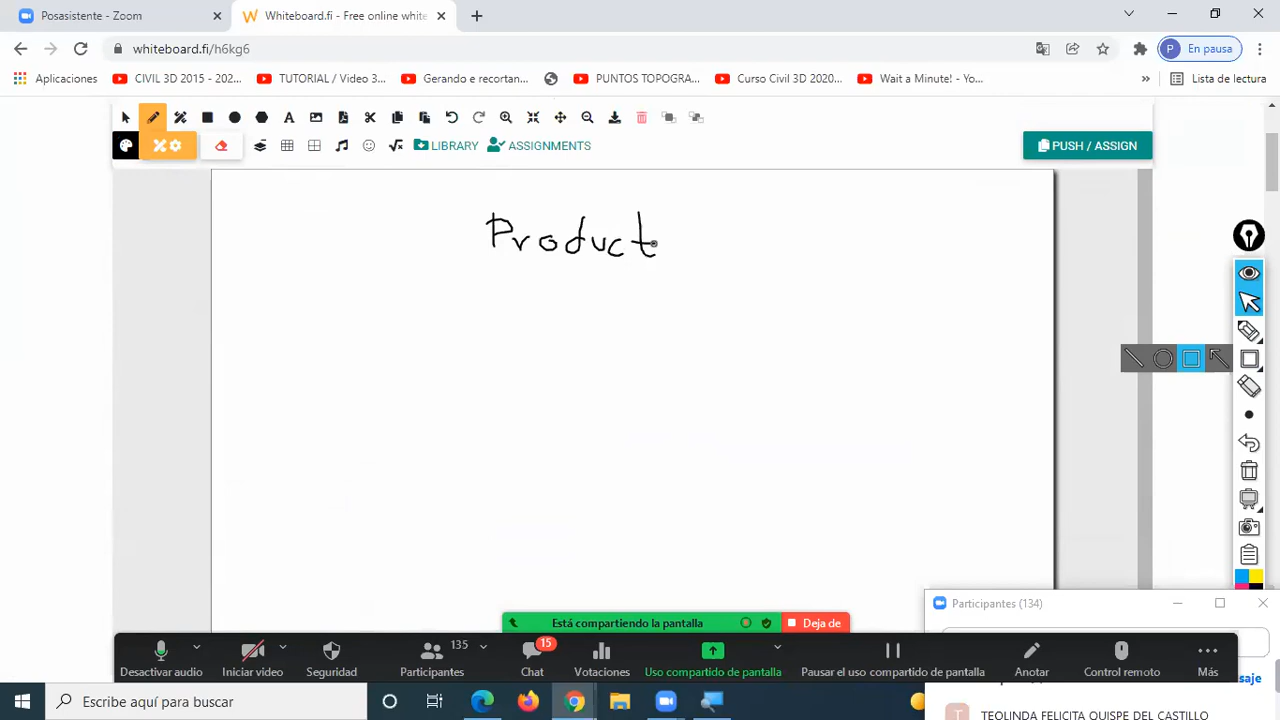 Posasistente - Zoom
Whiteboard.fi - Free online white
whiteboard.fi/h6kg6
P
En pausa
Aplicaciones
CIVIL 3D 2015 - 202...
TUTORIAL / Video 3...
Gerando e recortan...
PUNTOS TOPOGRA...
Curso Civil 3D 2020...
Wait a Minute! - Yo...
»
Lista de lectura
LIBRARY
ASSIGNMENTS
PUSH / ASSIGN
Product
Participantes (134)
Está compartiendo la pantalla
Deja de
Desactivar audio
Iniciar video
Seguridad
135
Participantes
15
Chat
Votaciones
Uso compartido de pantalla
Pausar el uso compartido de pantalla
Anotar
Control remoto
Más
saje
Escribe aquí para buscar
T
TEOLINDA FELICITA QUISPE DEL CASTILLO